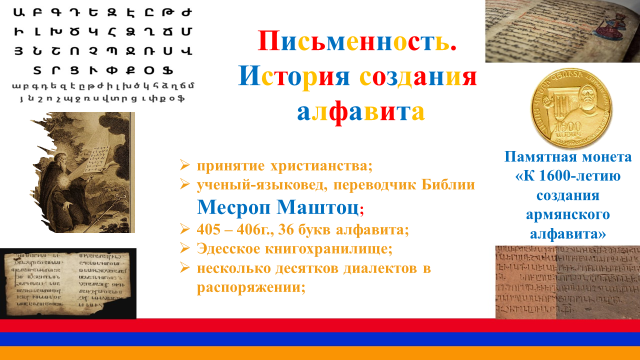 Ա Բ Գ Դ Ե Զ Է Ը Թ Ժ
Ի Լ Խ Ծ Կ Հ Ձ Ղ Ճ Մ
Յ Ն Շ Ո Չ Պ Ջ Ռ Ս Վ
Տ Ր Ց Ւ Փ Ք Օ Ֆ
ա բ գ դ ե զ է ը թ ժ ի լ խ ծ կ հ ձ ղ ճ մ
յ ն շ ո չ պ ջ ռ ս վ տ ր ց ւ փ ք օ ֆ
Письменность.
История создания
алфавита
принятие христианства;
ученый-языковед, переводчик Библии
Месроп Маштоц;
405 – 406г., 36 букв алфавита;
Эдесское книгохранилище;
несколько десятков диалектов в
распоряжении;
1600
Памятная монета
«К 1600-летию
создания
армянского
алфавита»